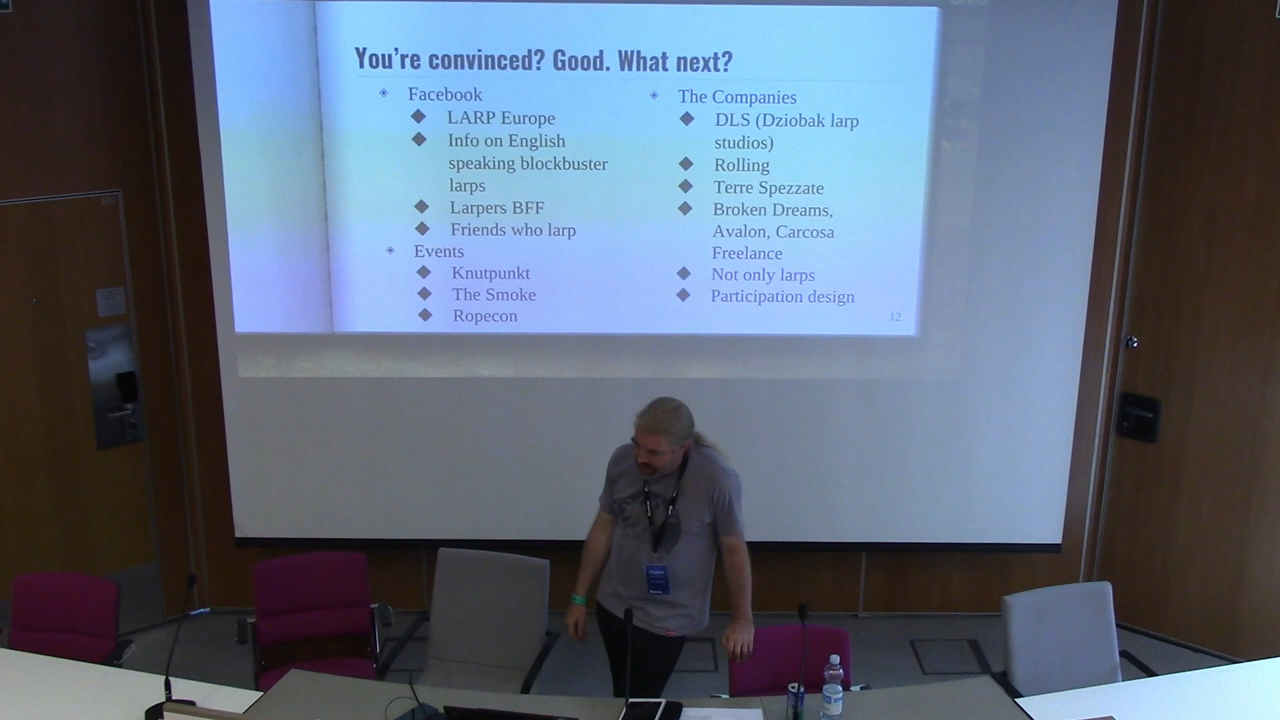 You're convinced? Good. What next?
Facebook
LARP Europe
Info on English
speaking blockbuster
larps
Larpers BFF
Friends who larp
Events
Knutpunkt
The Smoke
Ropecon
The Companies
DLS (Dziobak larp
studios)
Rolling
Terre Spezzate
Broken Dreams,
Avalon, Carcosa
Freelance
Not only larps
Participation design
12